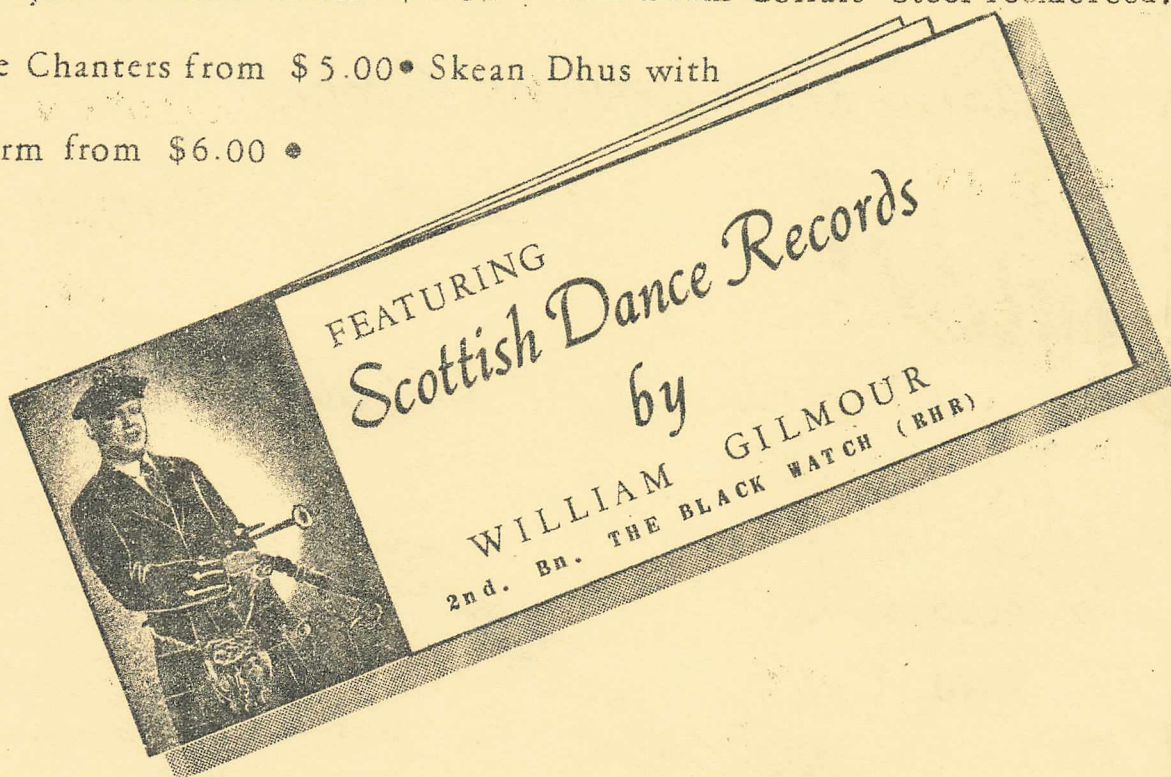 e Chanters from $5.00• Skean Dhus with
rm from $6.00 •
FEATURING
Scottish Dance Records
by
WILLIAM GILMOUR
2nd. Bn. THE BLACK WATCH (RHR)